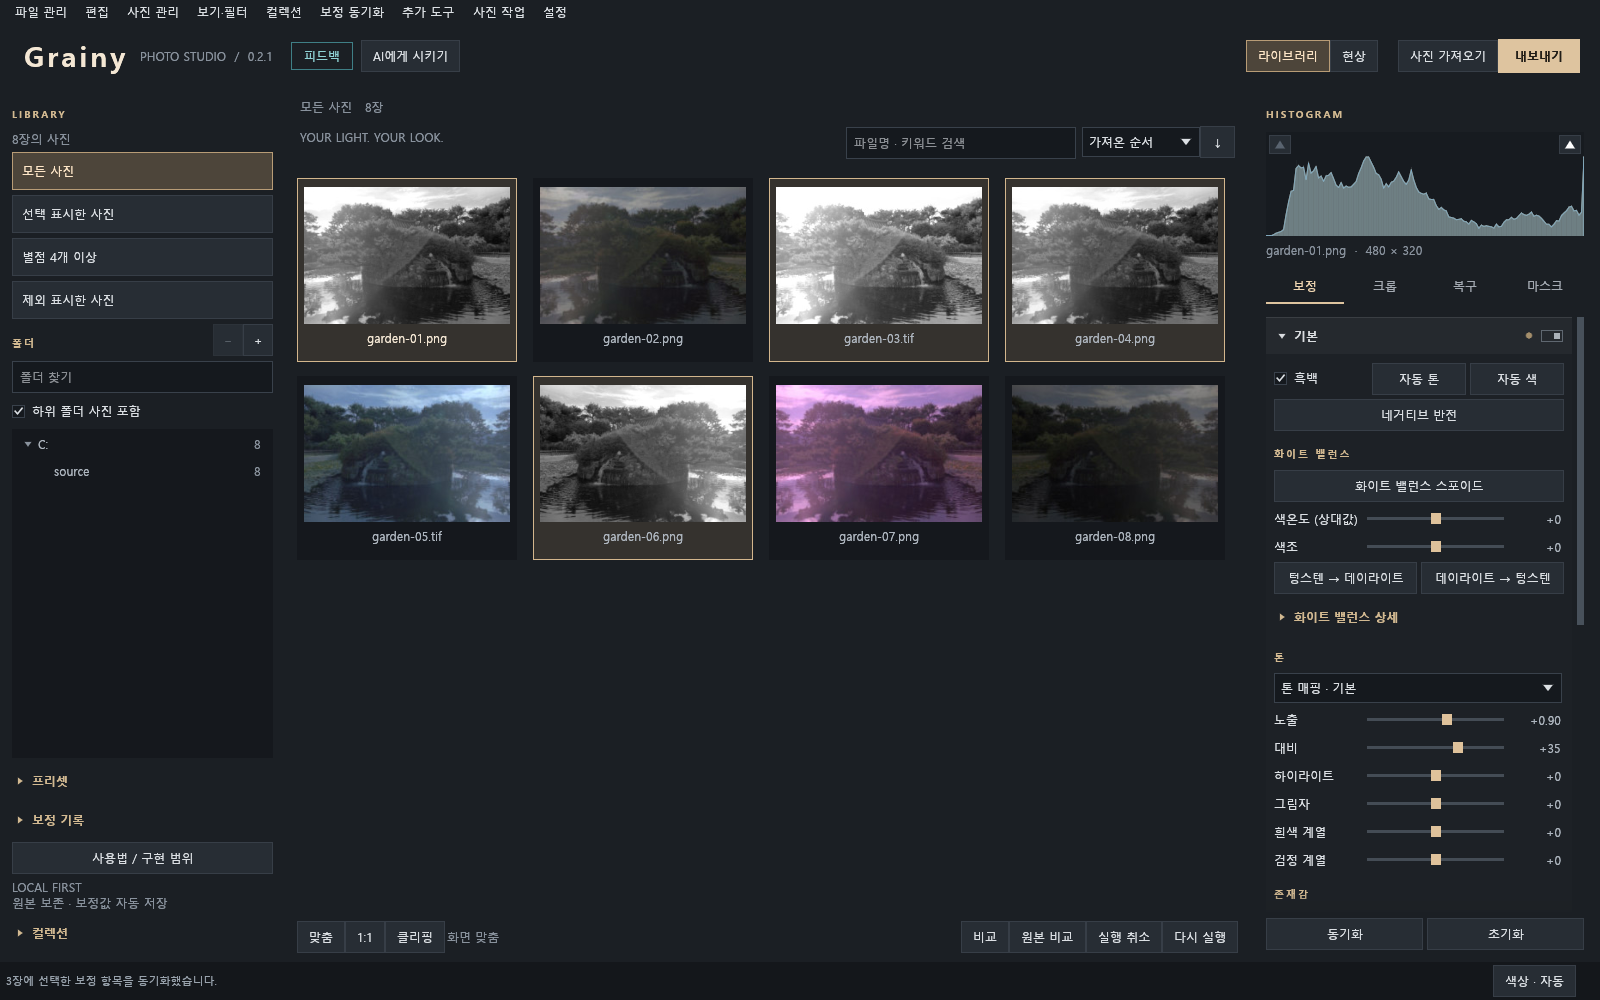 파일 관리 편집 사진 관리 보기·필터 컬렉션 보정 동기화 추가 도구 사진 작업 설정
Grainy PHOTO STUDIO / 0.2.1 피드백 AI에게 시키기 라이브러리 현상 사진 가져오기 내보내기
LIBRARY
8장의 사진
모든 사진
선택 표시한 사진
별점 4개 이상
제외 표시한 사진
폴더 − +
폴더 찾기
하위 폴더 사진 포함
C: 8
source 8
프리셋
보정 기록
사용법 / 구현 범위
LOCAL FIRST
원본 보존 · 보정값 자동 저장
컬렉션
모든 사진 8장
YOUR LIGHT. YOUR LOOK.
파일명 · 키워드 검색 가져온 순서 ↓
garden-01.png garden-02.png garden-03.tif garden-04.png
garden-05.tif garden-06.png garden-07.png garden-08.png
맞춤 1:1 클리핑 화면 맞춤 비교 원본 비교 실행 취소 다시 실행
HISTOGRAM
garden-01.png · 480 × 320
보정 크롭 복구 마스크
기본
흑백 자동 톤 자동 색
네거티브 반전
화이트 밸런스
화이트 밸런스 스포이드
색온도 (상대값) +0
색조 +0
텅스텐 → 데이라이트 데이라이트 → 텅스텐
화이트 밸런스 상세
톤
톤 매핑 · 기본
노출 +0.90
대비 +35
하이라이트 +0
그림자 +0
흰색 계열 +0
검정 계열 +0
존재감
동기화 초기화
3장에 선택한 보정 항목을 동기화했습니다. 색상 · 자동